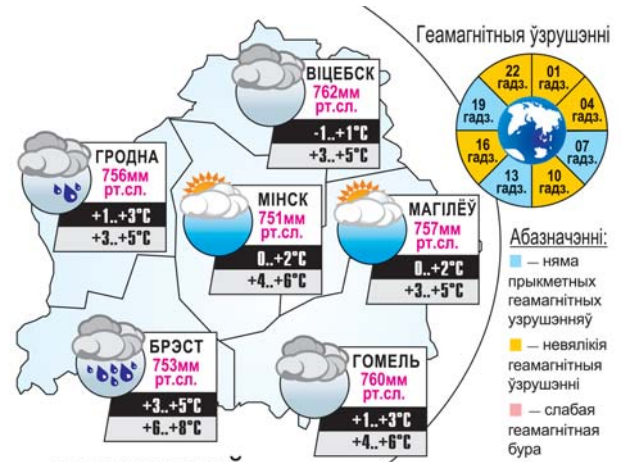 Геамагнітныя ўзрушэнні
22 гадз.
01 гадз.
04 гадз.
07 гадз.
10 гадз.
13 гадз.
16 гадз.
19 гадз.
ВІЦЕБСК
762мм
рт.сл.
-1..+1°C
+3..+5°C
ГРОДНА
756мм
рт.сл.
+1..+3°C
+3..+5°C
МІНСК
751мм
рт.сл.
0..+2°C
+4..+6°C
МАГІЛЁЎ
757мм
рт.сл.
0..+2°C
+3..+5°C
БРЭСТ
753мм
рт.сл.
+3..+5°C
+6..+8°C
ГОМЕЛЬ
760мм
рт.сл.
+1..+3°C
+4..+6°C
Абазначэнні:
— няма
прыкметных
геамагнітных
узрушэнняў
— невялікія
геамагнітныя
ўзрушэнні
— слабая
геамагнітная
бура